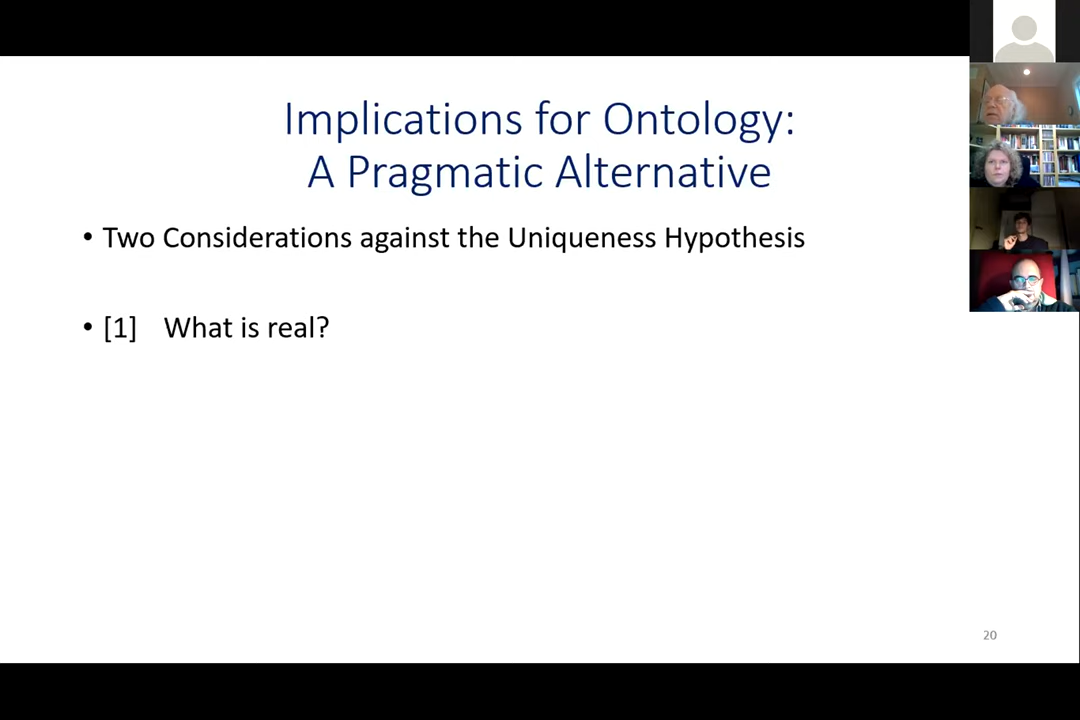 Implications for Ontology:
A Pragmatic Alternative
• Two Considerations against the Uniqueness Hypothesis
• [1] What is real?
20